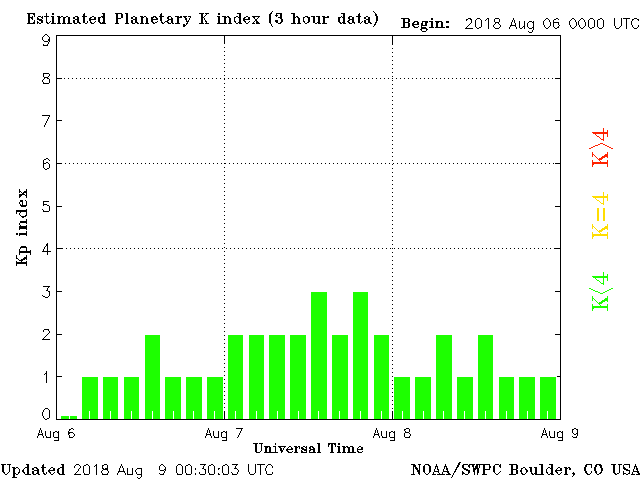 Estimated Planetary K index (3 hour data) Begin: 2018 Aug 06 0000 UTC
9
8
7
6
5
4
3
2
1
0
Kp index
K>4
K=4
K<4
Aug 6 Aug 7 Aug 8 Aug 9
Universal Time
Updated 2018 Aug 9 00:30:03 UTC NOAA/SWPC Boulder, CO USA